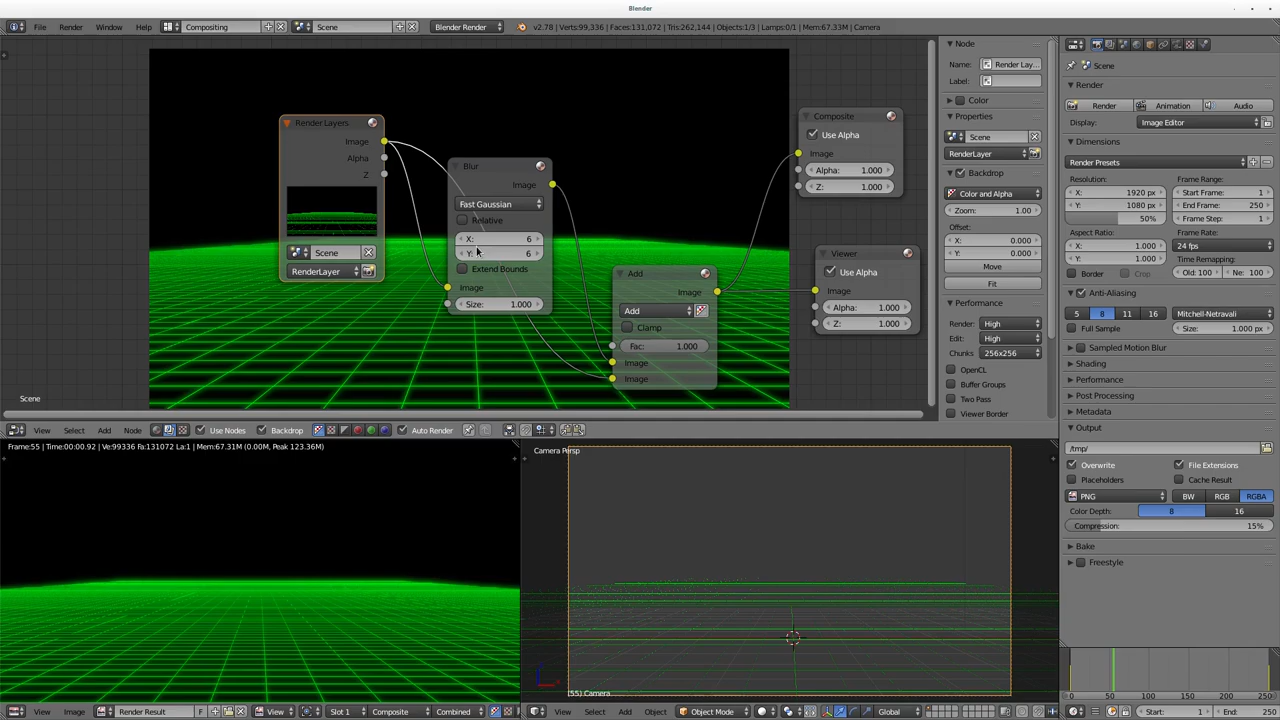 Blender
File Render Window Help Compositing Scene Blender Render v2.78 | Verts:99,336 | Faces:131,072 | Tris:262,144 | Objects:1/3 | Lamps:0/1 | Mem:67.33M | Camera
Render Layers
Image
Alpha
Z
Scene
RenderLayer
Blur
Image
Fast Gaussian
Relative
X: 6
Y: 6
Extend Bounds
Image
Size: 1.000
Add
Image
Add
Clamp
Fac: 1.000
Image
Image
Composite
Use Alpha
Image
Alpha: 1.000
Z: 1.000
Viewer
Use Alpha
Image
Alpha: 1.000
Z: 1.000
Scene
View Select Add Node Use Nodes Backdrop Auto Render
Node
Name: Render Lay...
Label:
Color
Properties
Scene
RenderLayer
Backdrop
Color and Alpha
Zoom: 1.00
Offset:
X: 0.000
Y: 0.000
Move
Fit
Performance
Render: High
Edit: High
Chunks 256x256
OpenCL
Buffer Groups
Two Pass
Viewer Border
Scene
Render
Render Animation Audio
Display: Image Editor
Dimensions
Render Presets
Resolution: Frame Range:
X: 1920 px Start Frame: 1
Y: 1080 px End Frame: 250
50% Frame Step: 1
Aspect Ratio: Frame Rate:
X: 1.000 24 fps
Y: 1.000 Time Remapping:
Border Crop Old: 100 Ne: 100
Anti-Aliasing
5 8 11 16 Mitchell-Netravali
Full Sample Size: 1.000 px
Sampled Motion Blur
Shading
Performance
Post Processing
Metadata
Output
/tmp/
Overwrite File Extensions
Placeholders Cache Result
PNG BW RGB RGBA
Color Depth: 8 16
Compression: 15%
Bake
Freestyle
Frame:55 | Time:00:00.92 | Ve:99336 Fa:131072 La:1 | Mem:67.31M (0.00M, Peak 123.36M)
View Image Render Result F View Slot 1 Composite Combined
Camera Persp
(55) Camera
View Select Add Object Object Mode Global
0 50 100 150 200 250
Start: 1 End: 250